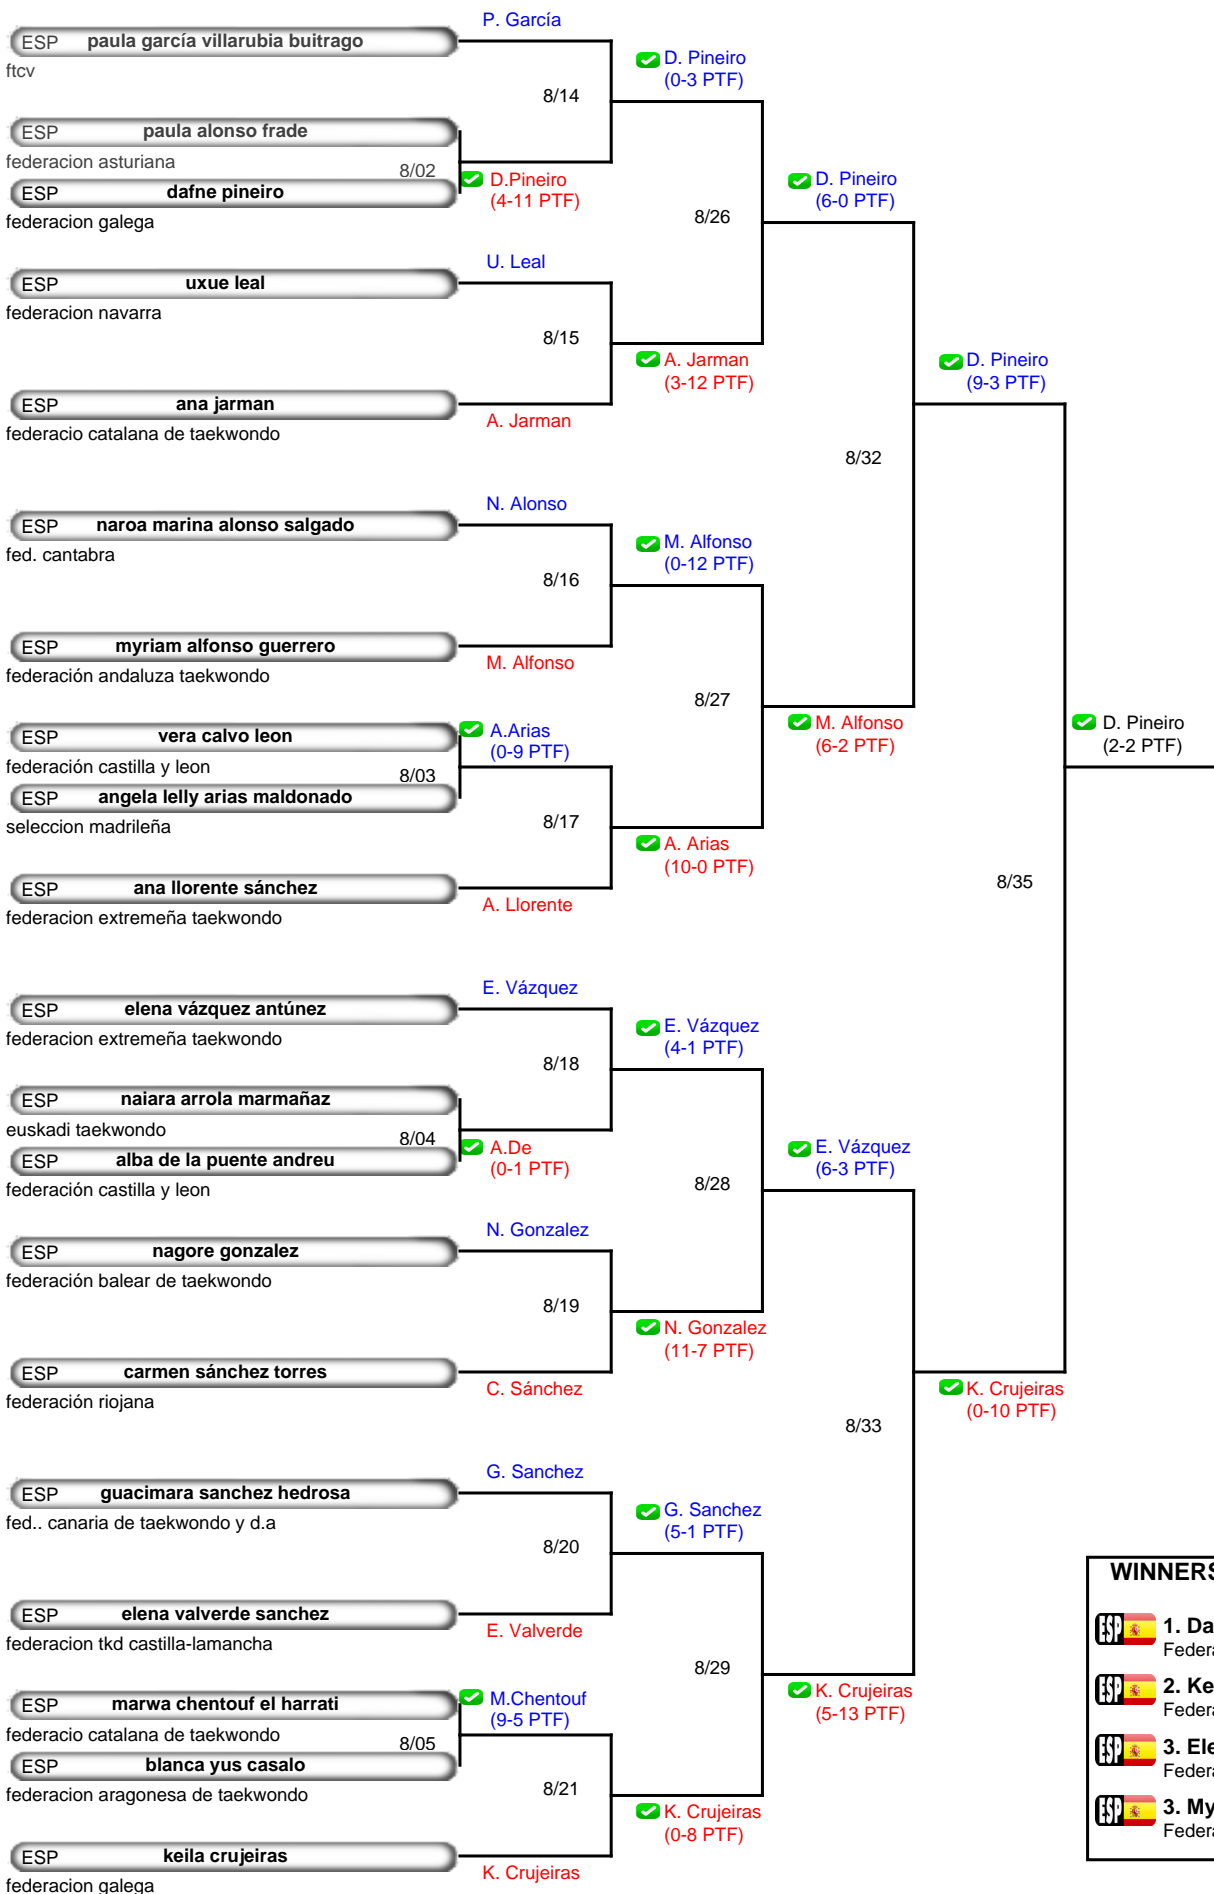 P. García
ESP paula garcía villarubia buitrago
ftcv
8/14
D. Pineiro
(0-3 PTF)
ESP paula alonso frade
federacion asturiana
8/02
ESP dafne pineiro
federacion galega
D.Pineiro
(4-11 PTF)
8/26
D. Pineiro
(6-0 PTF)
U. Leal
ESP uxue leal
federacion navarra
8/15
A. Jarman
(3-12 PTF)
ESP ana jarman
federacio catalana de taekwondo
A. Jarman
8/32
D. Pineiro
(9-3 PTF)
N. Alonso
ESP naroa marina alonso salgado
fed. cantabra
8/16
M. Alfonso
(0-12 PTF)
ESP myriam alfonso guerrero
federación andaluza taekwondo
M. Alfonso
8/27
M. Alfonso
(6-2 PTF)
ESP vera calvo leon
federación castilla y leon
A.Arias
(0-9 PTF)
8/03
ESP angela lelly arias maldonado
seleccion madrileña
8/17
A. Arias
(10-0 PTF)
ESP ana llorente sánchez
federacion extremeña taekwondo
A. Llorente
8/35
D. Pineiro
(2-2 PTF)
E. Vázquez
ESP elena vázquez antúnez
federacion extremeña taekwondo
8/18
E. Vázquez
(4-1 PTF)
ESP naiara arrola marmañaz
euskadi taekwondo
8/04
ESP alba de la puente andreu
federación castilla y leon
A.De
(0-1 PTF)
8/28
E. Vázquez
(6-3 PTF)
N. Gonzalez
ESP nagore gonzalez
federación balear de taekwondo
8/19
N. Gonzalez
(11-7 PTF)
ESP carmen sánchez torres
federación riojana
C. Sánchez
8/33
K. Crujeiras
(0-10 PTF)
G. Sanchez
ESP guacimara sanchez hedrosa
fed.. canaria de taekwondo y d.a
8/20
G. Sanchez
(5-1 PTF)
ESP elena valverde sanchez
federacion tkd castilla-lamancha
E. Valverde
8/29
K. Crujeiras
(5-13 PTF)
ESP marwa chentouf el harrati
federacio catalana de taekwondo
M.Chentouf
(9-5 PTF)
8/05
ESP blanca yus casalo
federacion aragonesa de taekwondo
8/21
K. Crujeiras
(0-8 PTF)
ESP keila crujeiras
federacion galega
K. Crujeiras
WINNERS
ESP 1. Da
Federa
ESP 2. Ke
Federa
ESP 3. Ele
Federa
ESP 3. My
Federa